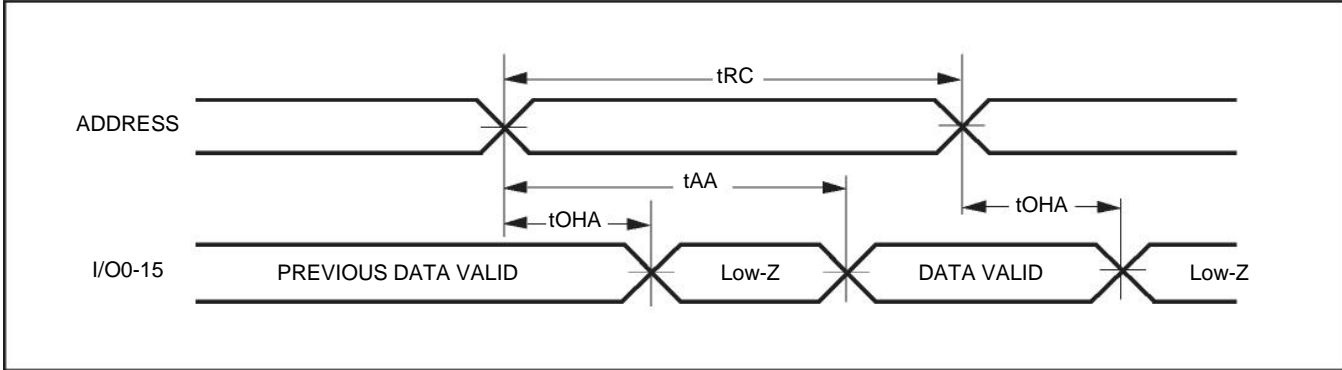 tRC
ADDRESS
tAA
tOHA
tOHA
I/O0-15
PREVIOUS DATA VALID
Low-Z
DATA VALID
Low-Z